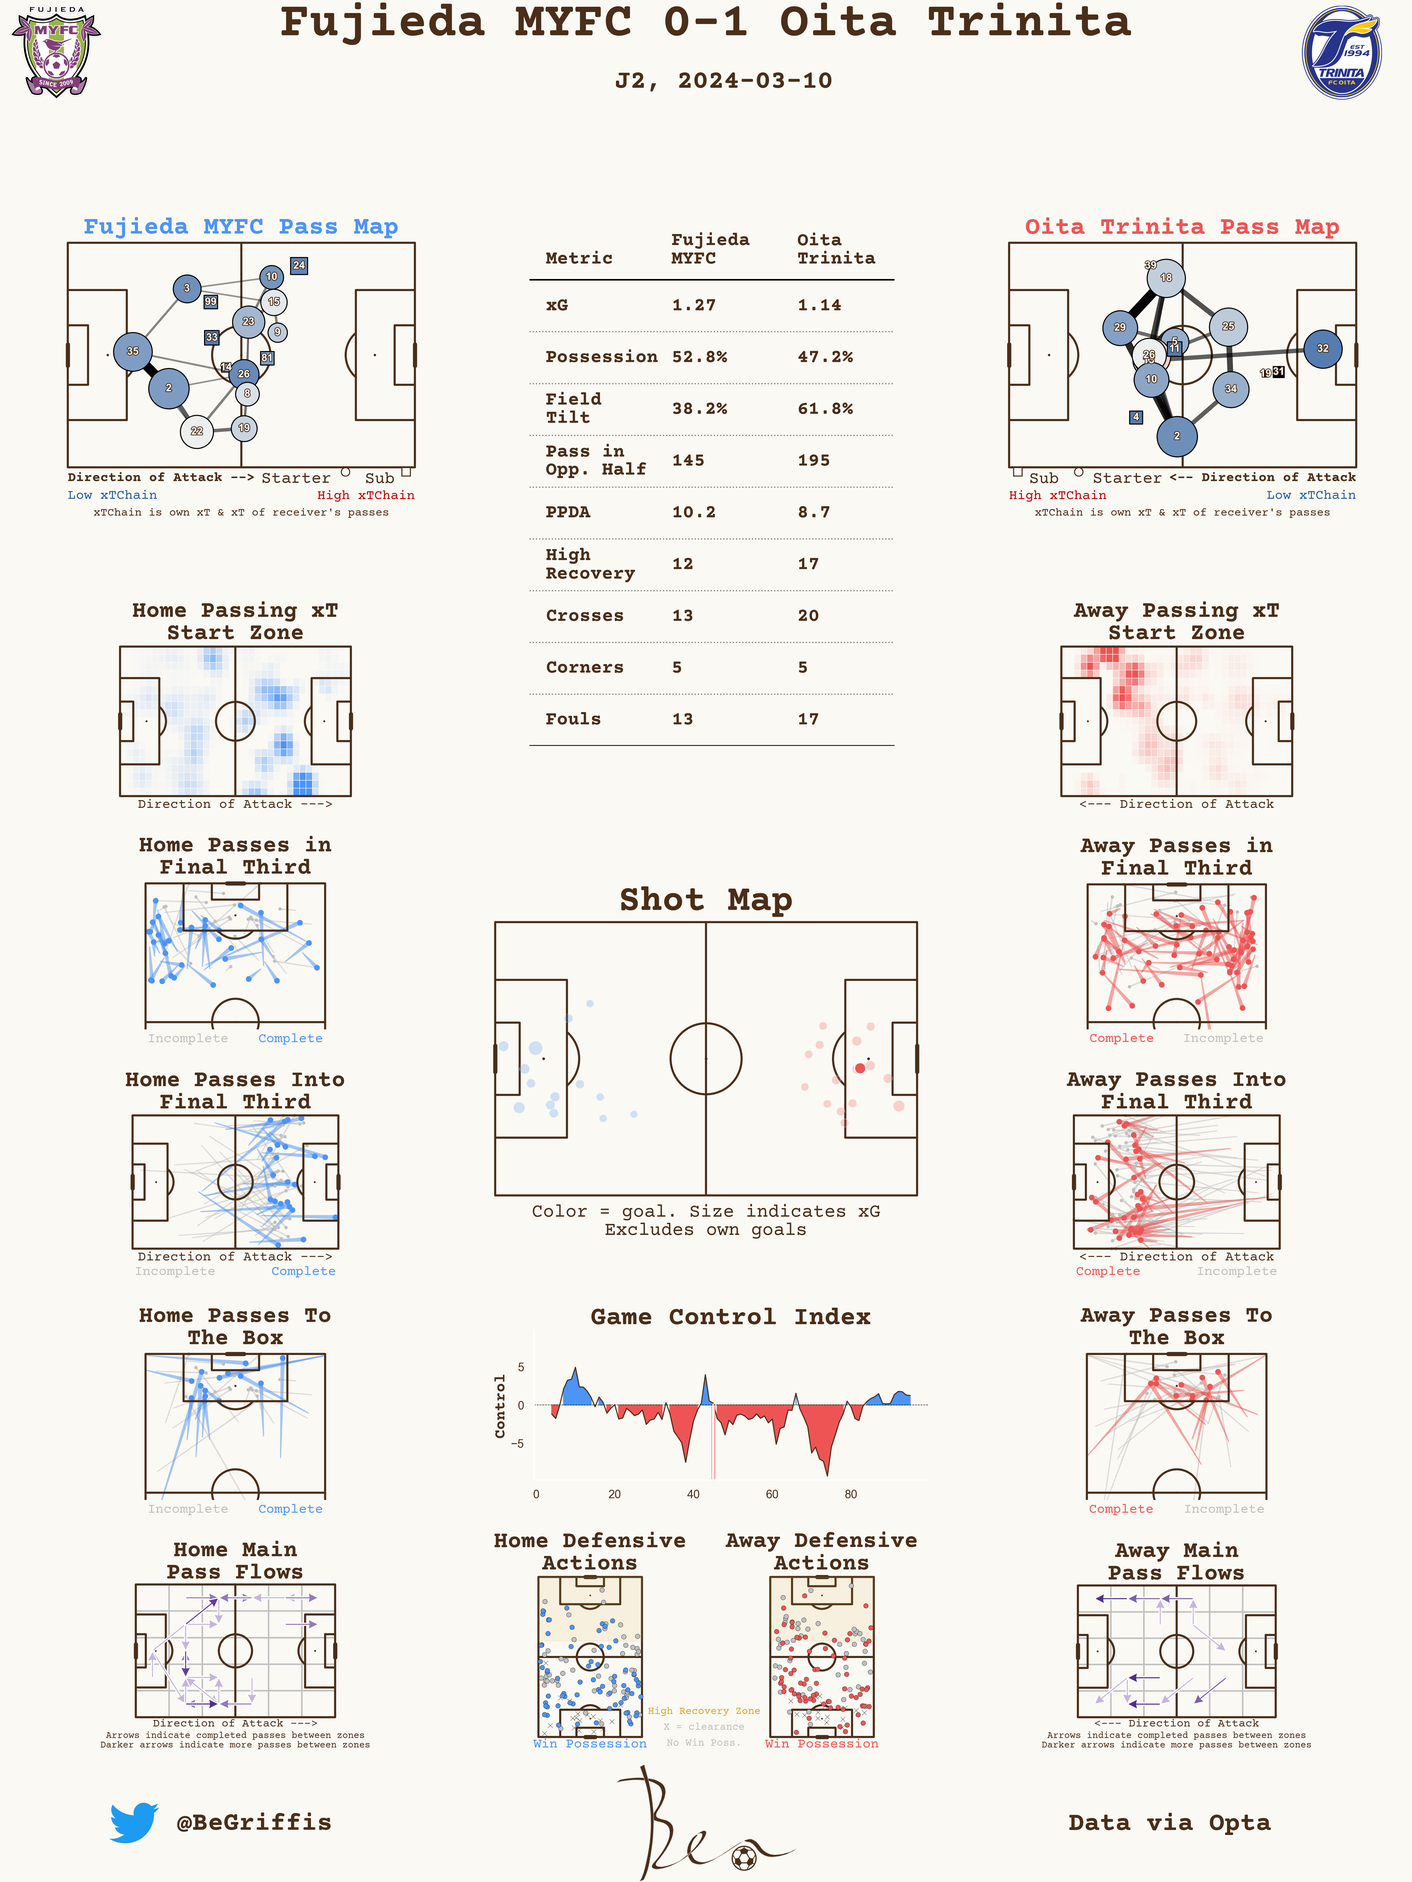 Fujieda MYFC 0-1 Oita Trinita
J2, 2024-03-10
FUJIEDA
MYFC
SINCE 2009
EST
1994
TRINITA
FC OITA
Fujieda MYFC Pass Map
24
10
3
99
15
23
9
33
35
81
14
26
2
8
22
19
Direction of Attack --> Starter Sub
Low xTChain High xTChain
xTChain is own xT & xT of receiver's passes
Metric Fujieda MYFC Oita Trinita
xG 1.27 1.14
Possession 52.8% 47.2%
Field Tilt 38.2% 61.8%
Pass in Opp. Half 145 195
PPDA 10.2 8.7
High Recovery 12 17
Crosses 13 20
Corners 5 5
Fouls 13 17
Oita Trinita Pass Map
39
18
29
25
5
11
26
32
10
19
31
34
4
2
Sub Starter <-- Direction of Attack
High xTChain Low xTChain
xTChain is own xT & xT of receiver's passes
Home Passing xT
Start Zone
Direction of Attack --->
Away Passing xT
Start Zone
<--- Direction of Attack
Home Passes in
Final Third
Incomplete Complete
Away Passes in
Final Third
Complete Incomplete
Shot Map
Color = goal. Size indicates xG
Excludes own goals
Home Passes Into
Final Third
Direction of Attack --->
Incomplete Complete
Away Passes Into
Final Third
<--- Direction of Attack
Complete Incomplete
Home Passes To
The Box
Incomplete Complete
Game Control Index
Control
5
0
−5
0 20 40 60 80
Away Passes To
The Box
Complete Incomplete
Home Main
Pass Flows
Direction of Attack --->
Arrows indicate completed passes between zones
Darker arrows indicate more passes between zones
Home Defensive
Actions
Win Possession
Away Defensive
Actions
Win Possession
High Recovery Zone
X = clearance
No Win Poss.
Away Main
Pass Flows
<--- Direction of Attack
Arrows indicate completed passes between zones
Darker arrows indicate more passes between zones
@BeGriffis
Ben
Data via Opta